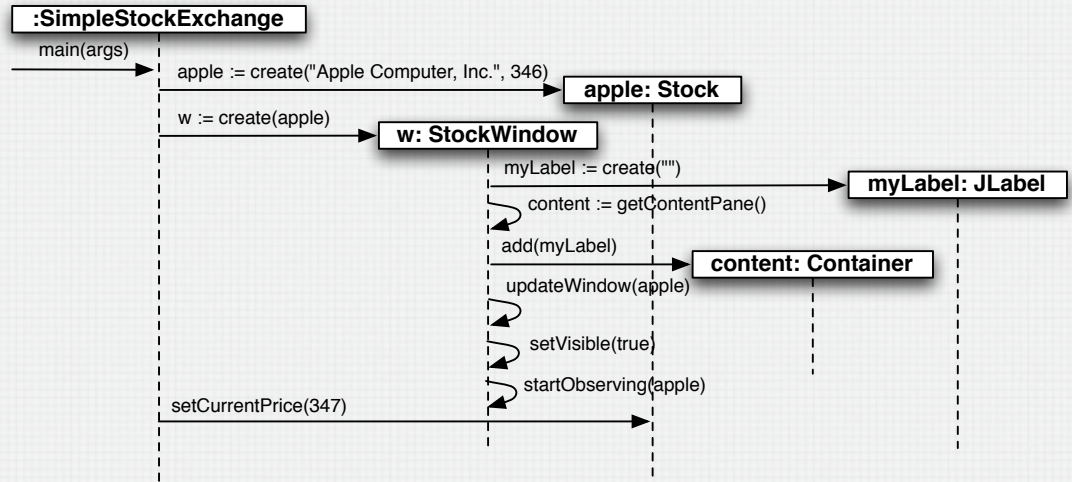 :SimpleStockExchange
main(args)
apple := create("Apple Computer, Inc.", 346)
apple: Stock
w := create(apple)
w: StockWindow
myLabel := create("")
myLabel: JLabel
content := getContentPane()
add(myLabel)
content: Container
updateWindow(apple)
setVisible(true)
startObserving(apple)
setCurrentPrice(347)